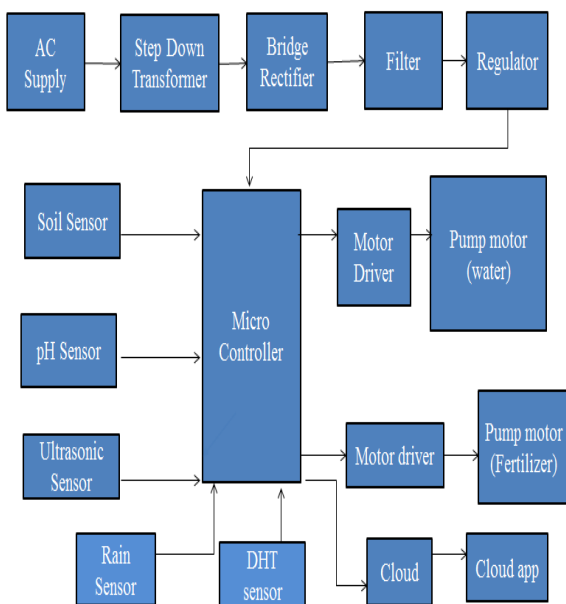 AC
Supply
Step Down
Transformer
Bridge
Rectifier
Filter
Regulator
Soil Sensor
pH Sensor
Ultrasonic
Sensor
Rain
Sensor
DHT
sensor
Micro
Controller
Motor
Driver
Pump motor
(water)
Motor driver
Pump motor
(Fertilizer)
Cloud
Cloud app